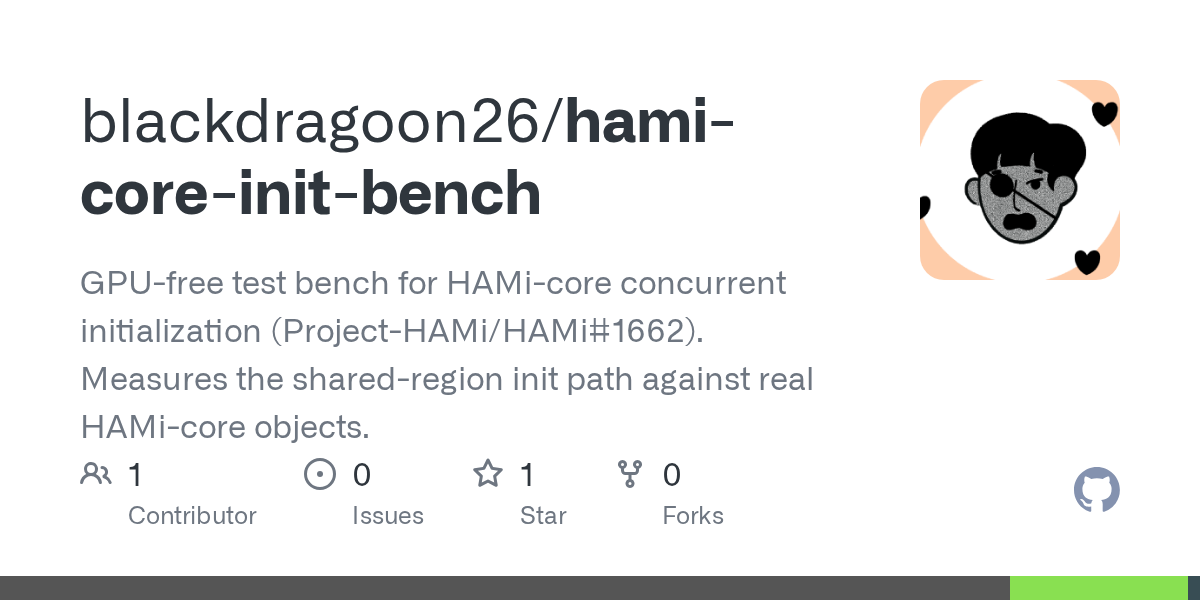 blackdragoon26/hami-
core-init-bench
GPU-free test bench for HAMi-core concurrent
initialization (Project-HAMi/HAMi#1662).
Measures the shared-region init path against real
HAMi-core objects.
1 0 1 0
Contributor Issues Star Forks